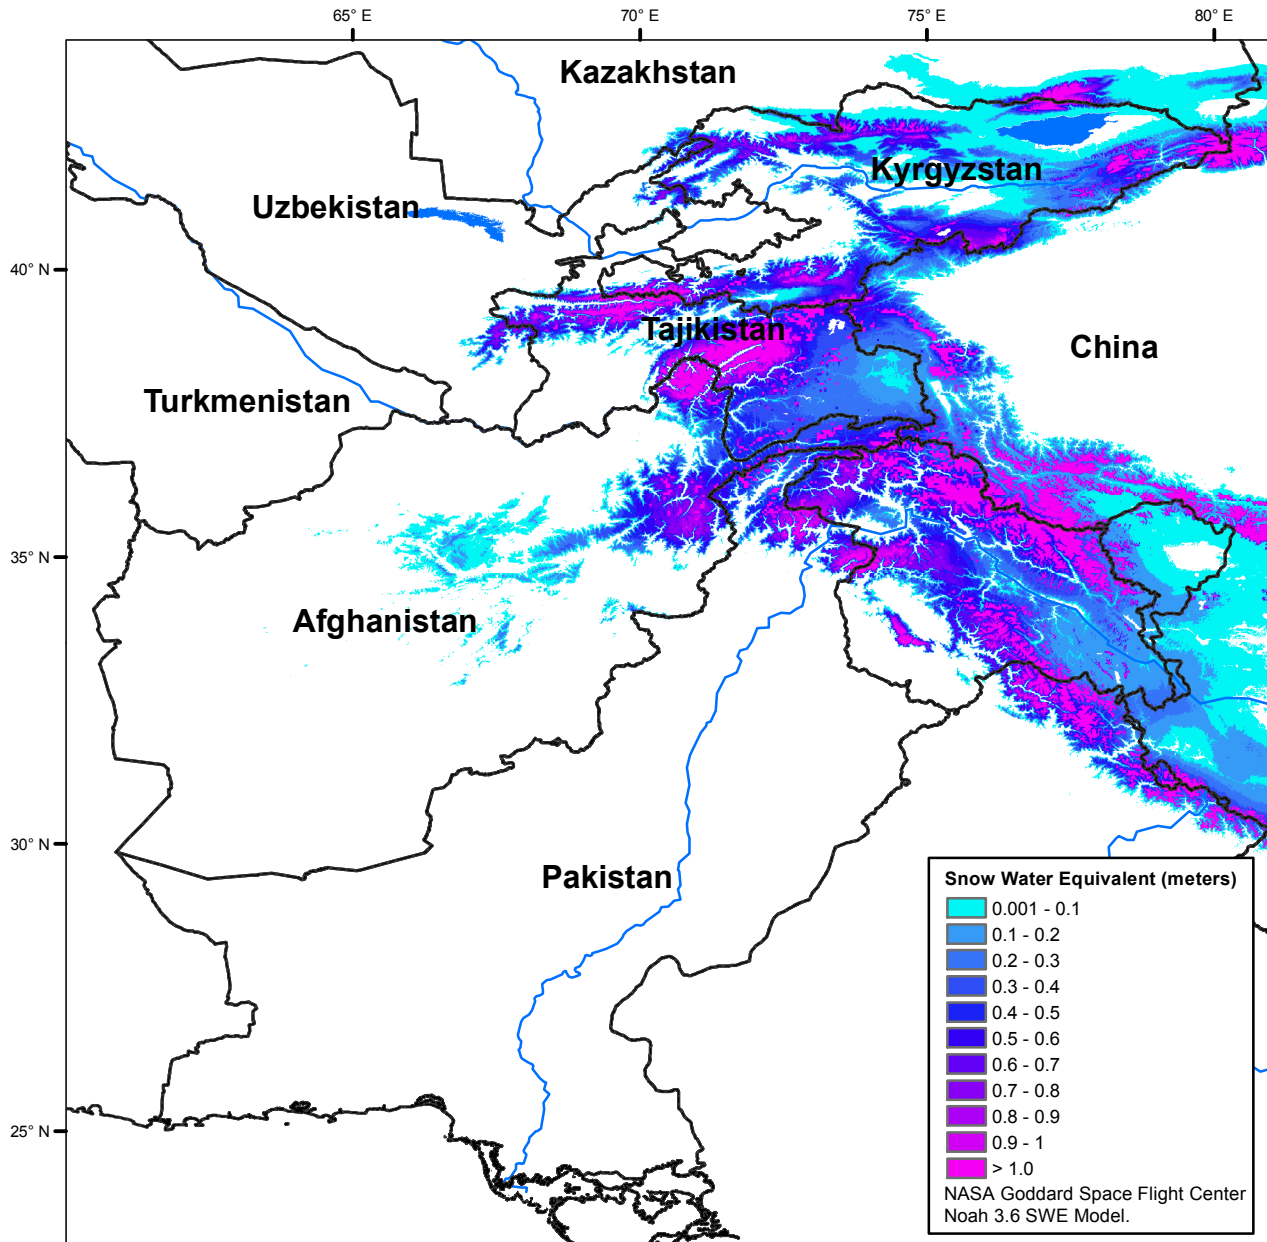 65° E
70° E
75° E
80° E
Kazakhstan
Kyrgyzstan
Uzbekistan
40° N
Tajikistan
China
Turkmenistan
35° N
Afghanistan
30° N
Pakistan
25° N
Snow Water Equivalent (meters)
0.001 - 0.1
0.1 - 0.2
0.2 - 0.3
0.3 - 0.4
0.4 - 0.5
0.5 - 0.6
0.6 - 0.7
0.7 - 0.8
0.8 - 0.9
0.9 - 1
> 1.0
NASA Goddard Space Flight Center
Noah 3.6 SWE Model.